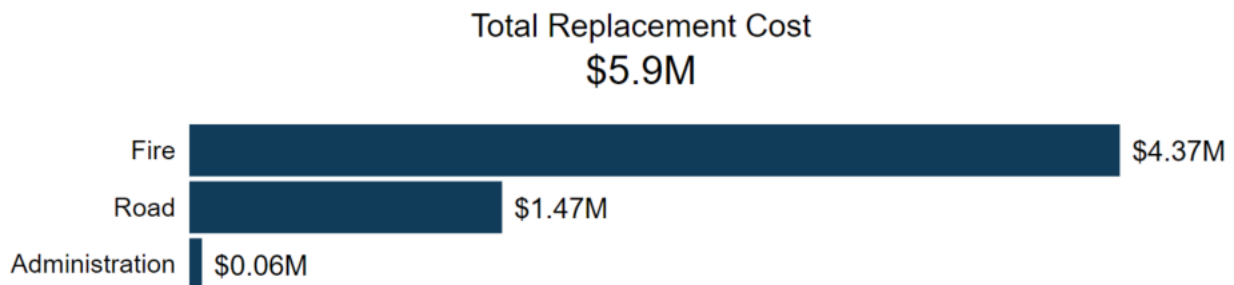 Total Replacement Cost
$5.9M
Fire $4.37M
Road $1.47M
Administration $0.06M